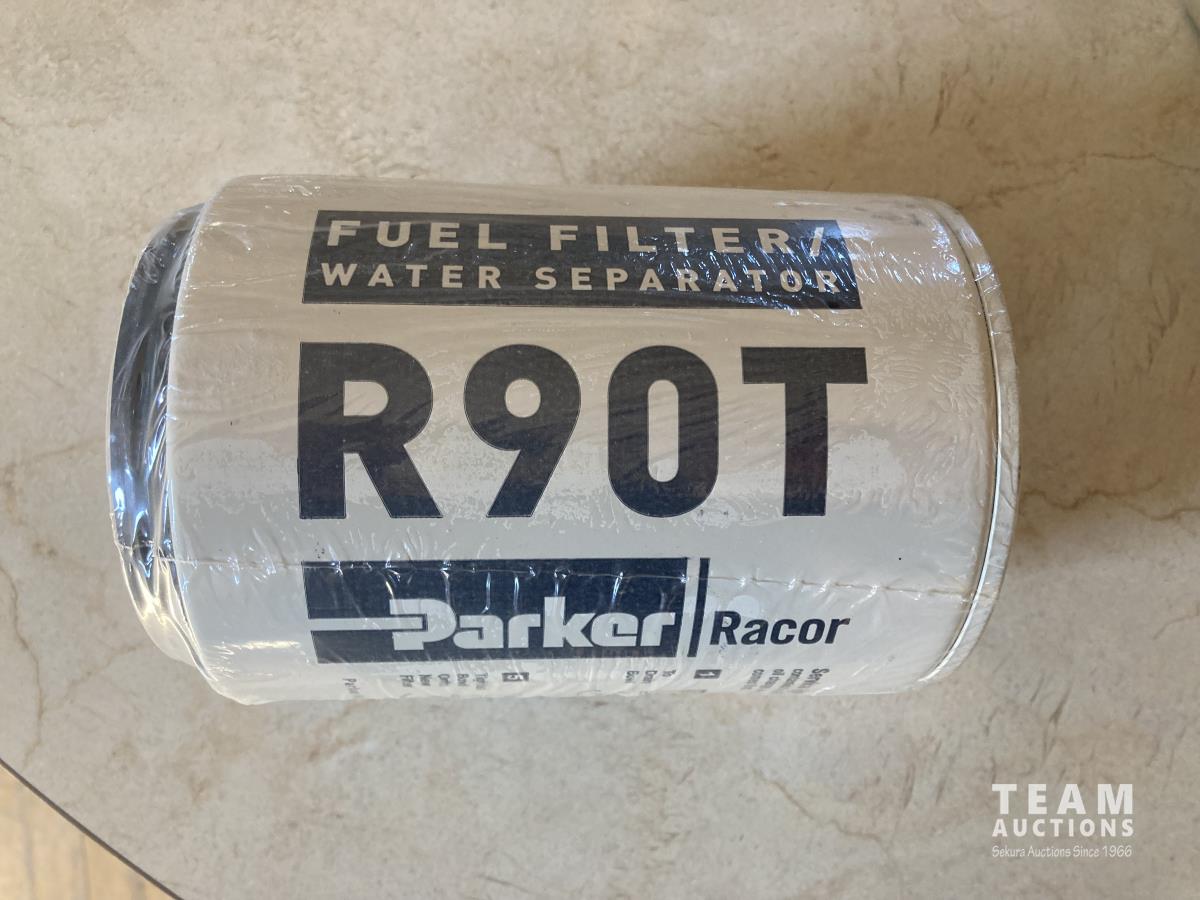 FUEL FILTER/
WATER SEPARATOR
R90T
Parker Racor
TEAM
AUCTIONS
Sekura Auctions Since 1966